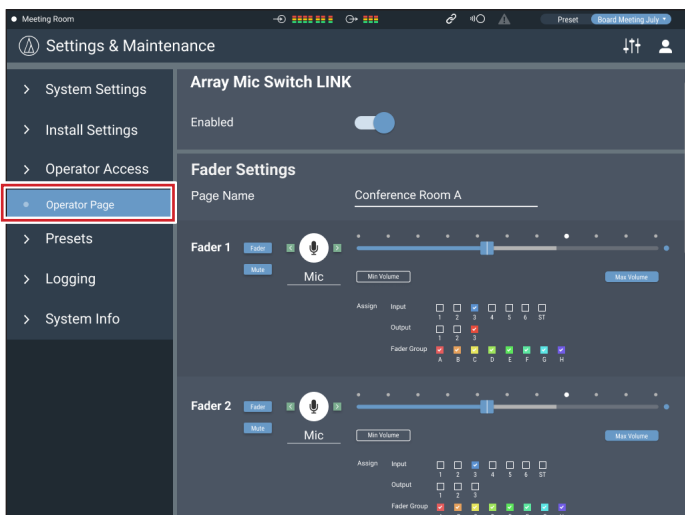 Meeting Room Preset Board Meeting July
Settings & Maintenance
System Settings
Install Settings
Operator Access
Operator Page
Presets
Logging
System Info
Array Mic Switch LINK
Enabled
Fader Settings
Page Name Conference Room A
Fader 1 Fader
Mute Mic Min Volume Max Volume
Assign Input
1 2 3 4 5 6 ST
Output
1 2 3
Fader Group
A B C D E F G H
Fader 2 Fader
Mute Mic Min Volume Max Volume
Assign Input
1 2 3 4 5 6 ST
Output
1 2 3
Fader Group